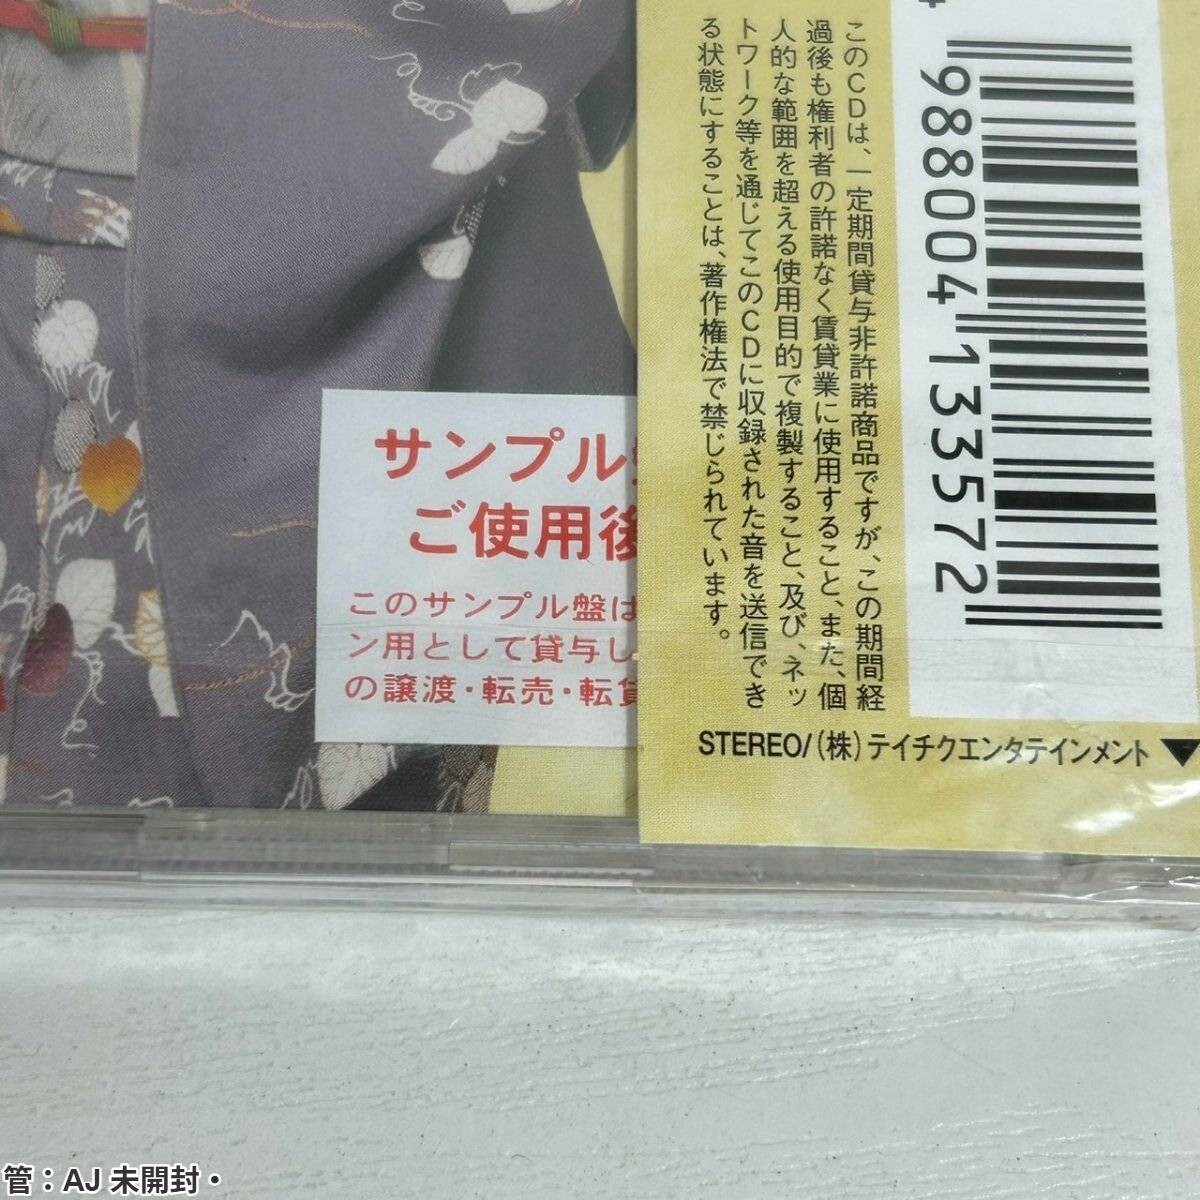 サンプル
ご使用後
このサンプル盤は
ン用として貸与し
の譲渡・転売・転貸
このCDは、一定期間貸与非許諾商品ですが、この期間経
過後も権利者の許諾なく賃貸業に使用すること、また、個
人的な範囲を超える使用目的で複製すること、及び、ネッ
トワーク等を通じてこのCDに収録された音を送信でき
る状態にすることは、著作権法で禁じられています。
4 988004 133572
STEREO/(株)テイチクエンタテインメント▼
管：AJ 未開封・